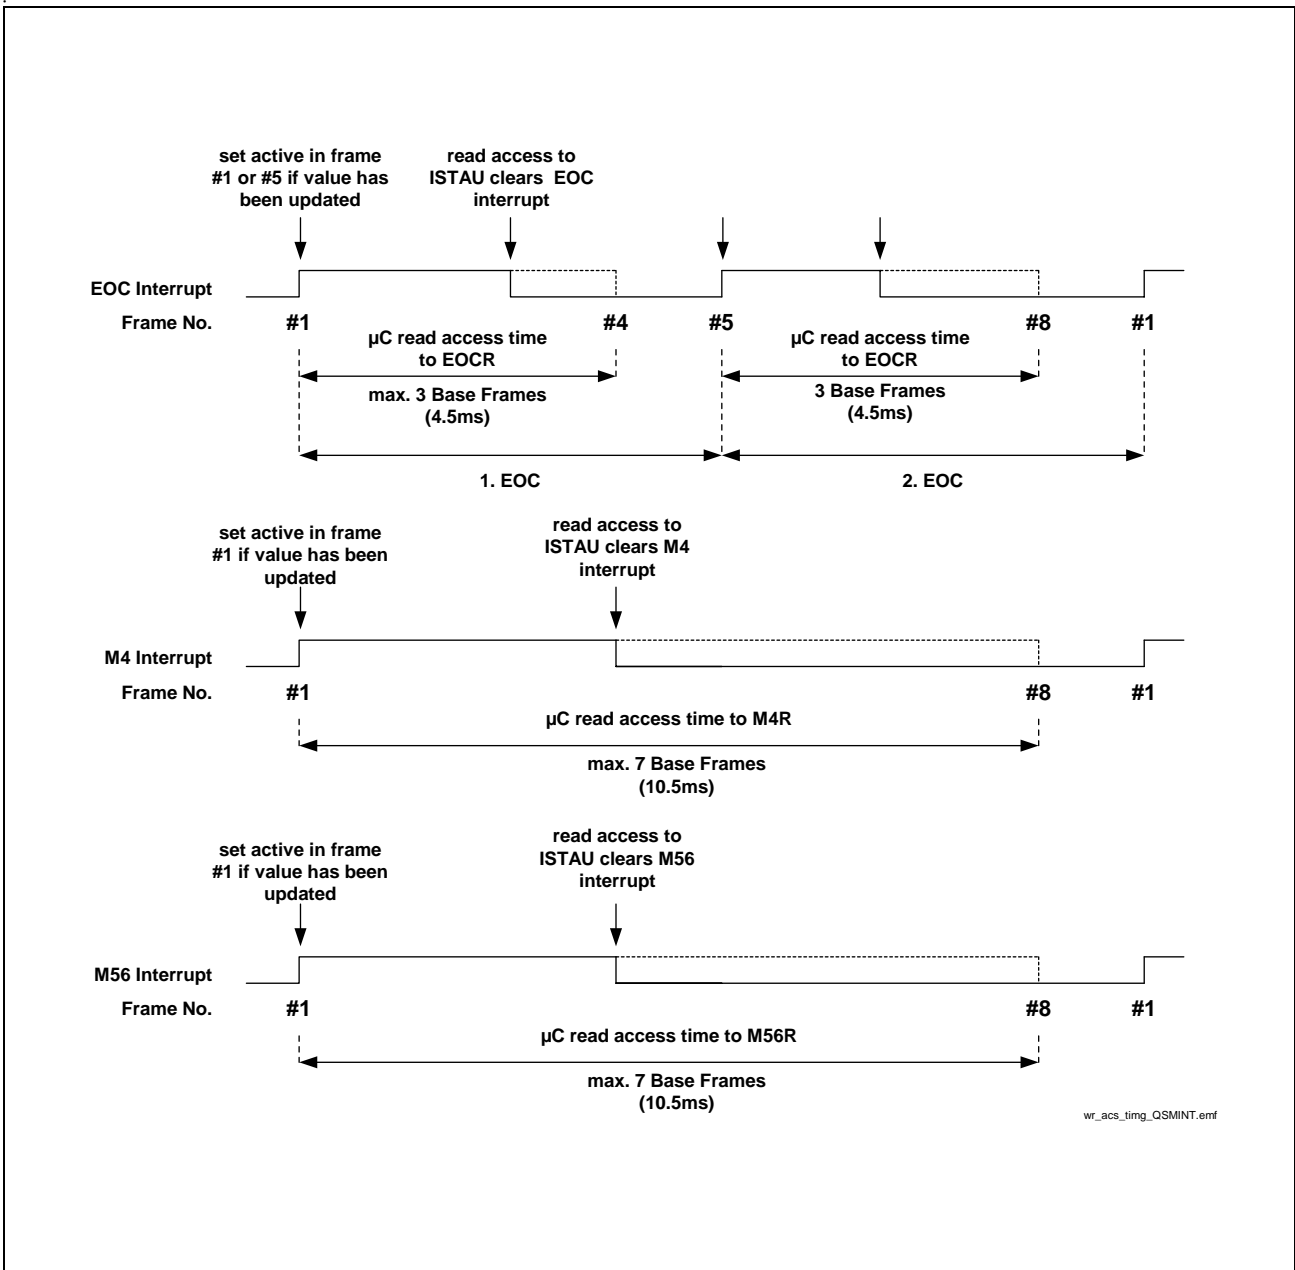 set active in frame
#1 or #5 if value has
been updated
read access to
ISTAU clears EOC
interrupt
EOC Interrupt
Frame No.
#1
#4
#5
#8
#1
µC read access time
to EOCR
max. 3 Base Frames
(4.5ms)
µC read access time
to EOCR
3 Base Frames
(4.5ms)
1. EOC
2. EOC
set active in frame
#1 if value has been
updated
read access to
ISTAU clears M4
interrupt
M4 Interrupt
Frame No.
#1
#8
#1
µC read access time to M4R
max. 7 Base Frames
(10.5ms)
set active in frame
#1 if value has been
updated
read access to
ISTAU clears M56
interrupt
M56 Interrupt
Frame No.
#1
#8
#1
µC read access time to M56R
max. 7 Base Frames
(10.5ms)
wr_acs_timg_QSMINT.emf